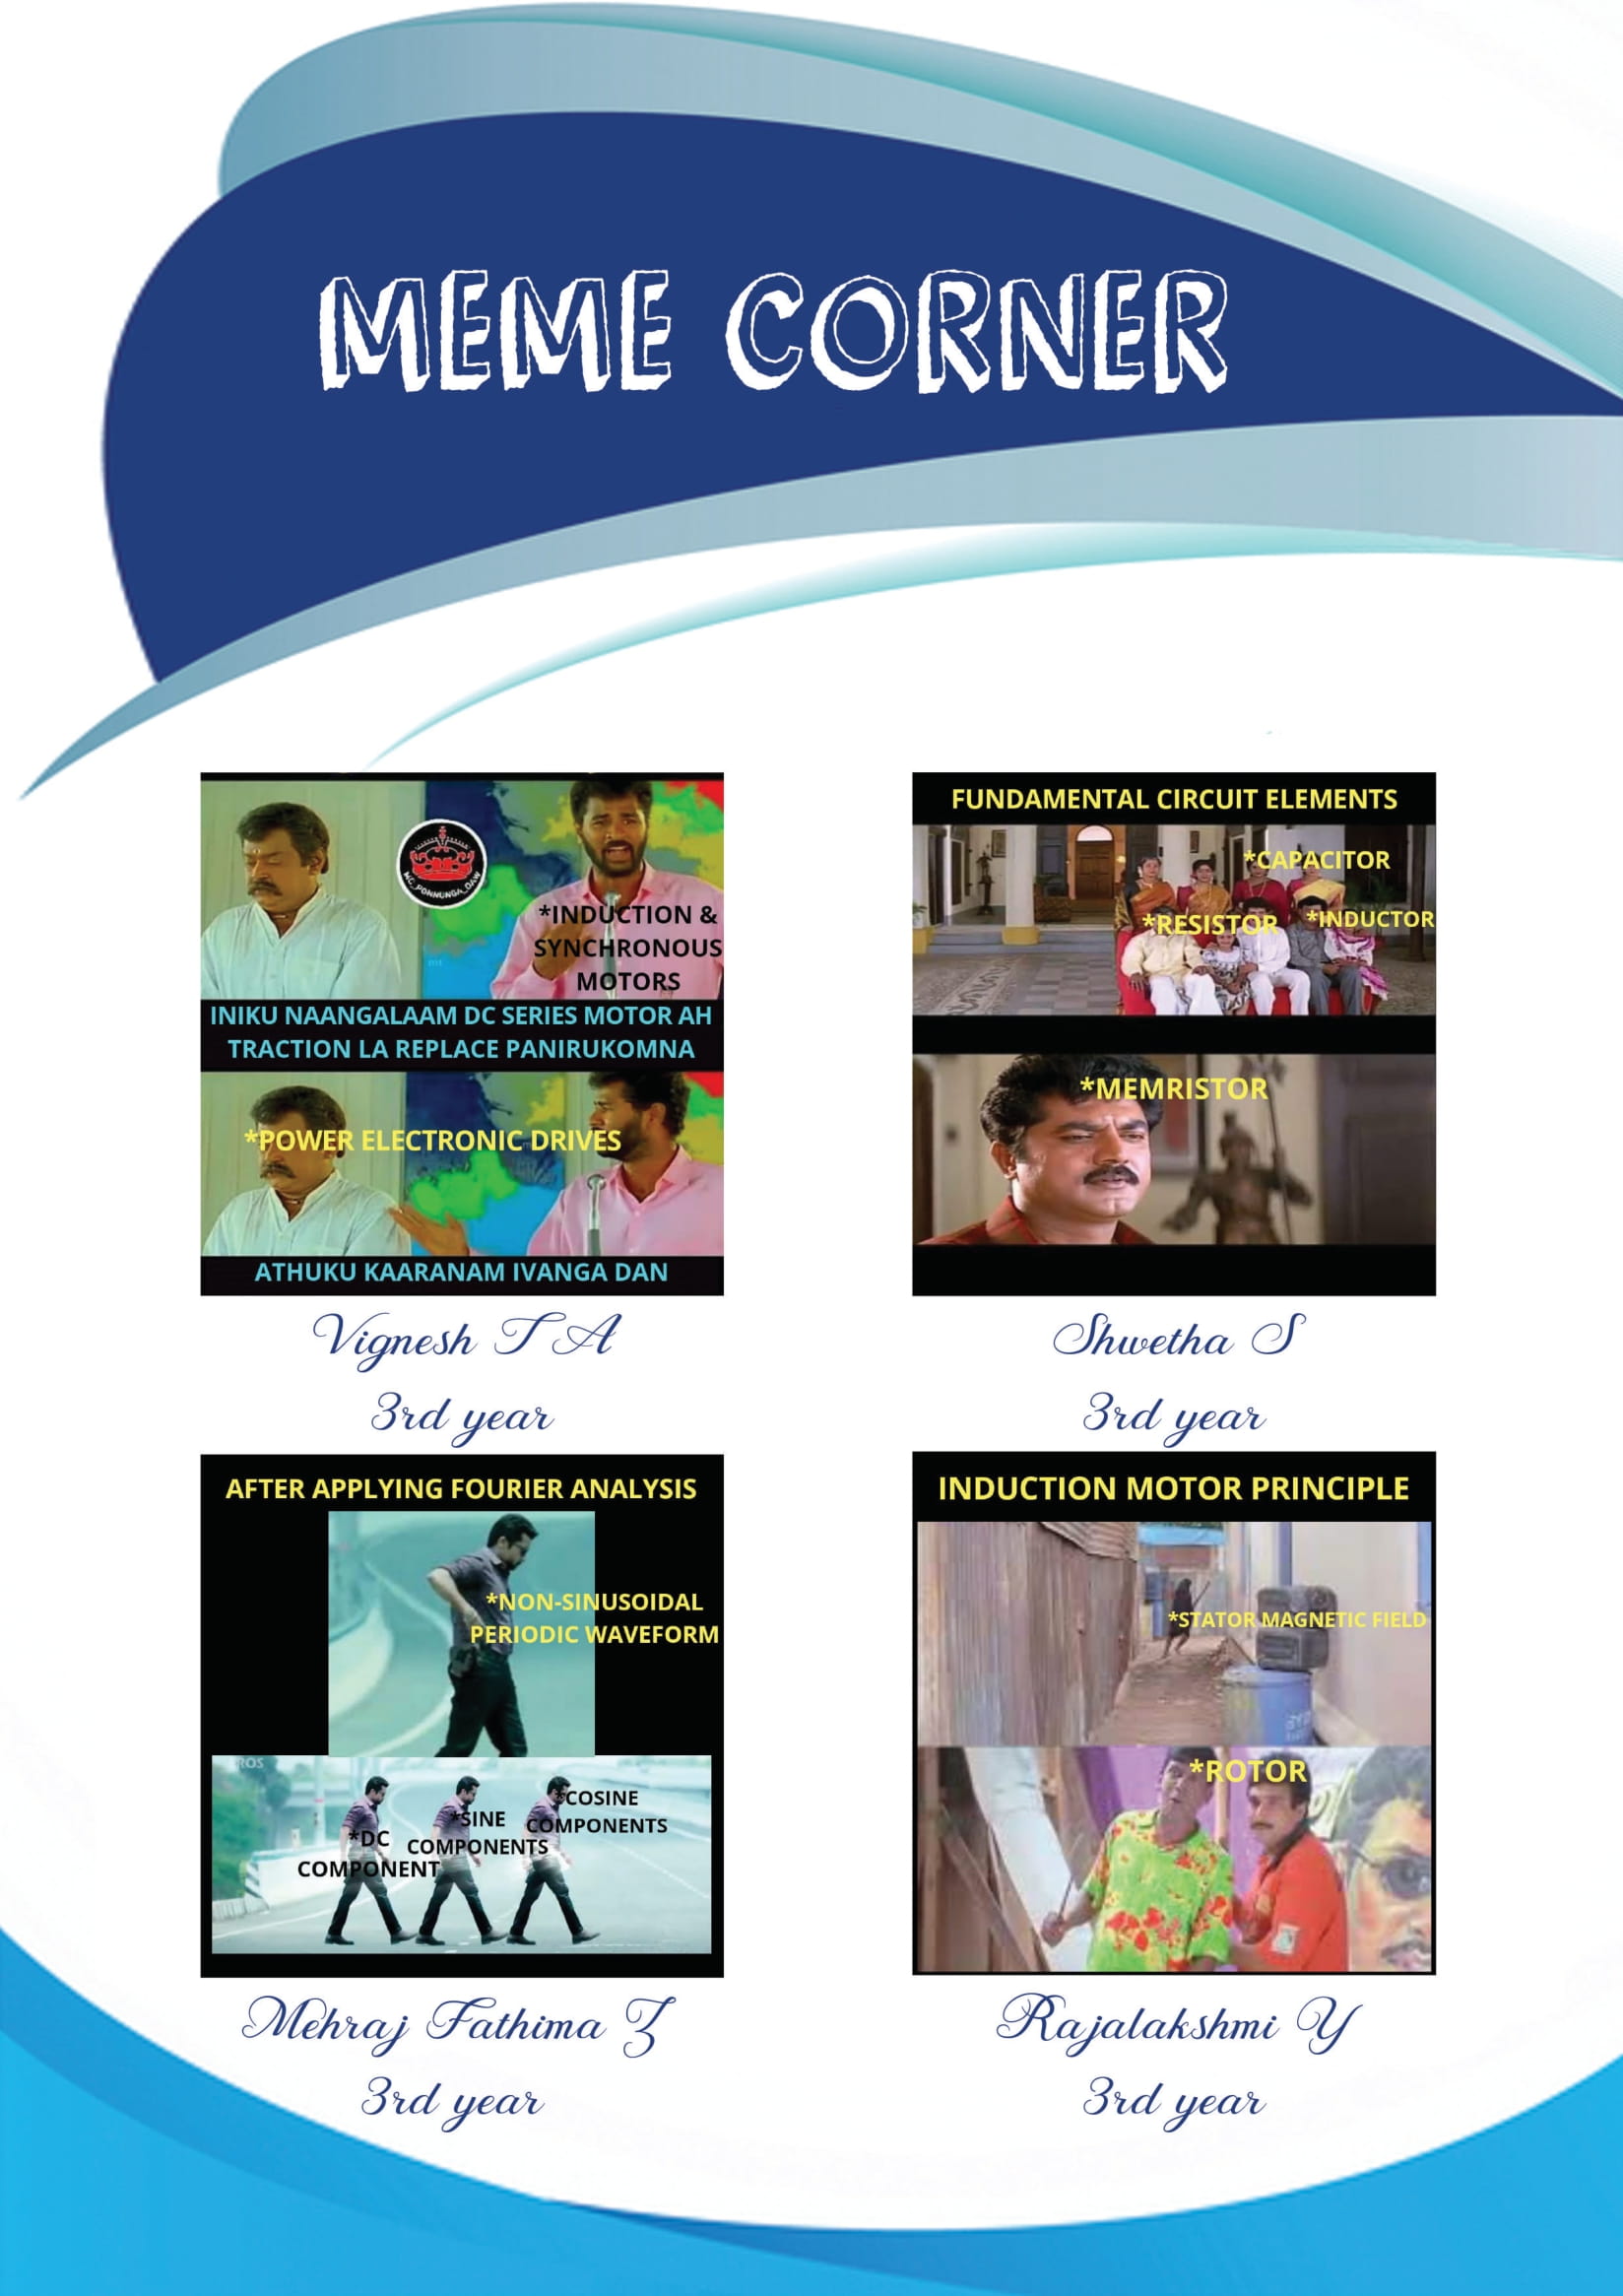 MEME CORNER
MC_PONNUNGA_DAW
*INDUCTION &
SYNCHRONOUS
MOTORS
INIKU NAANGALAAM DC SERIES MOTOR AH
TRACTION LA REPLACE PANIRUKOMNA
*POWER ELECTRONIC DRIVES
ATHUKU KAARANAM IVANGA DAN
Vignesh T A
3rd year
FUNDAMENTAL CIRCUIT ELEMENTS
*CAPACITOR
*RESISTOR
*INDUCTOR
*MEMRISTOR
Shwetha S
3rd year
AFTER APPLYING FOURIER ANALYSIS
*NON-SINUSOIDAL
PERIODIC WAVEFORM
*DC
COMPONENT
*SINE
COMPONENTS
*COSINE
COMPONENTS
Mehraj Fathima Z
3rd year
INDUCTION MOTOR PRINCIPLE
*STATOR MAGNETIC FIELD
*ROTOR
Rajalakshmi Y
3rd year